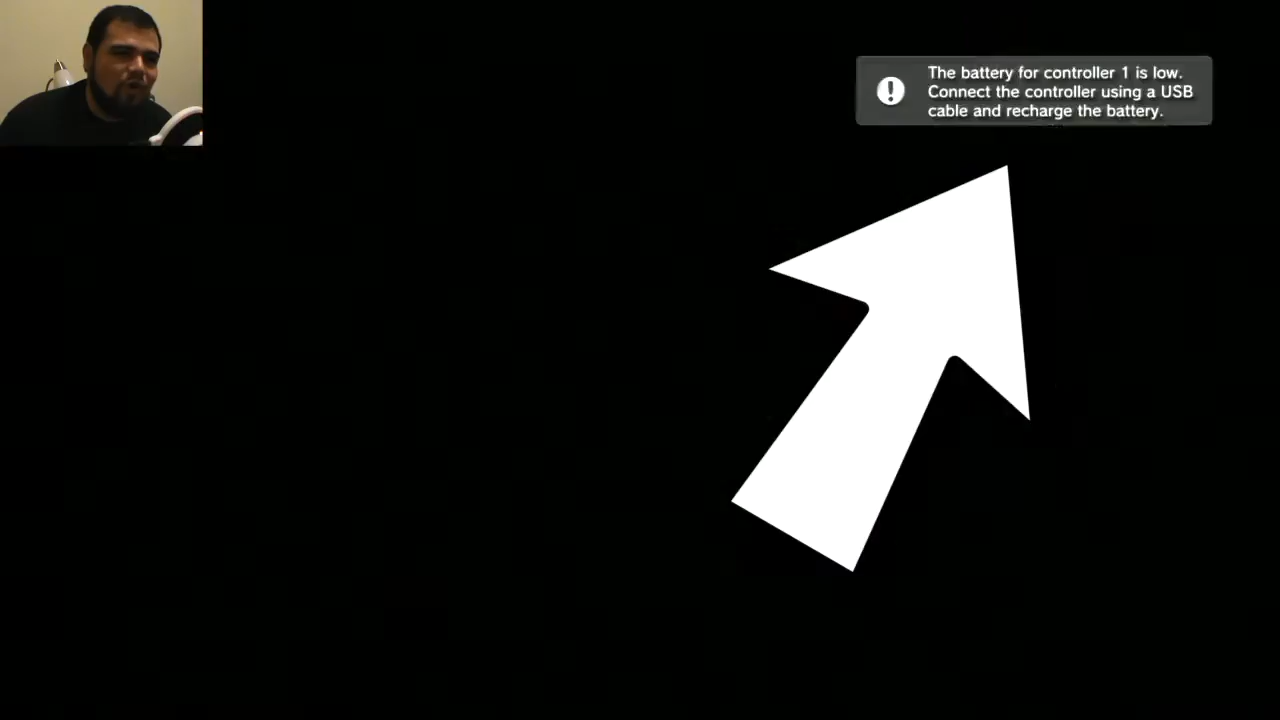 The battery for controller 1 is low.
Connect the controller using a USB
cable and recharge the battery.